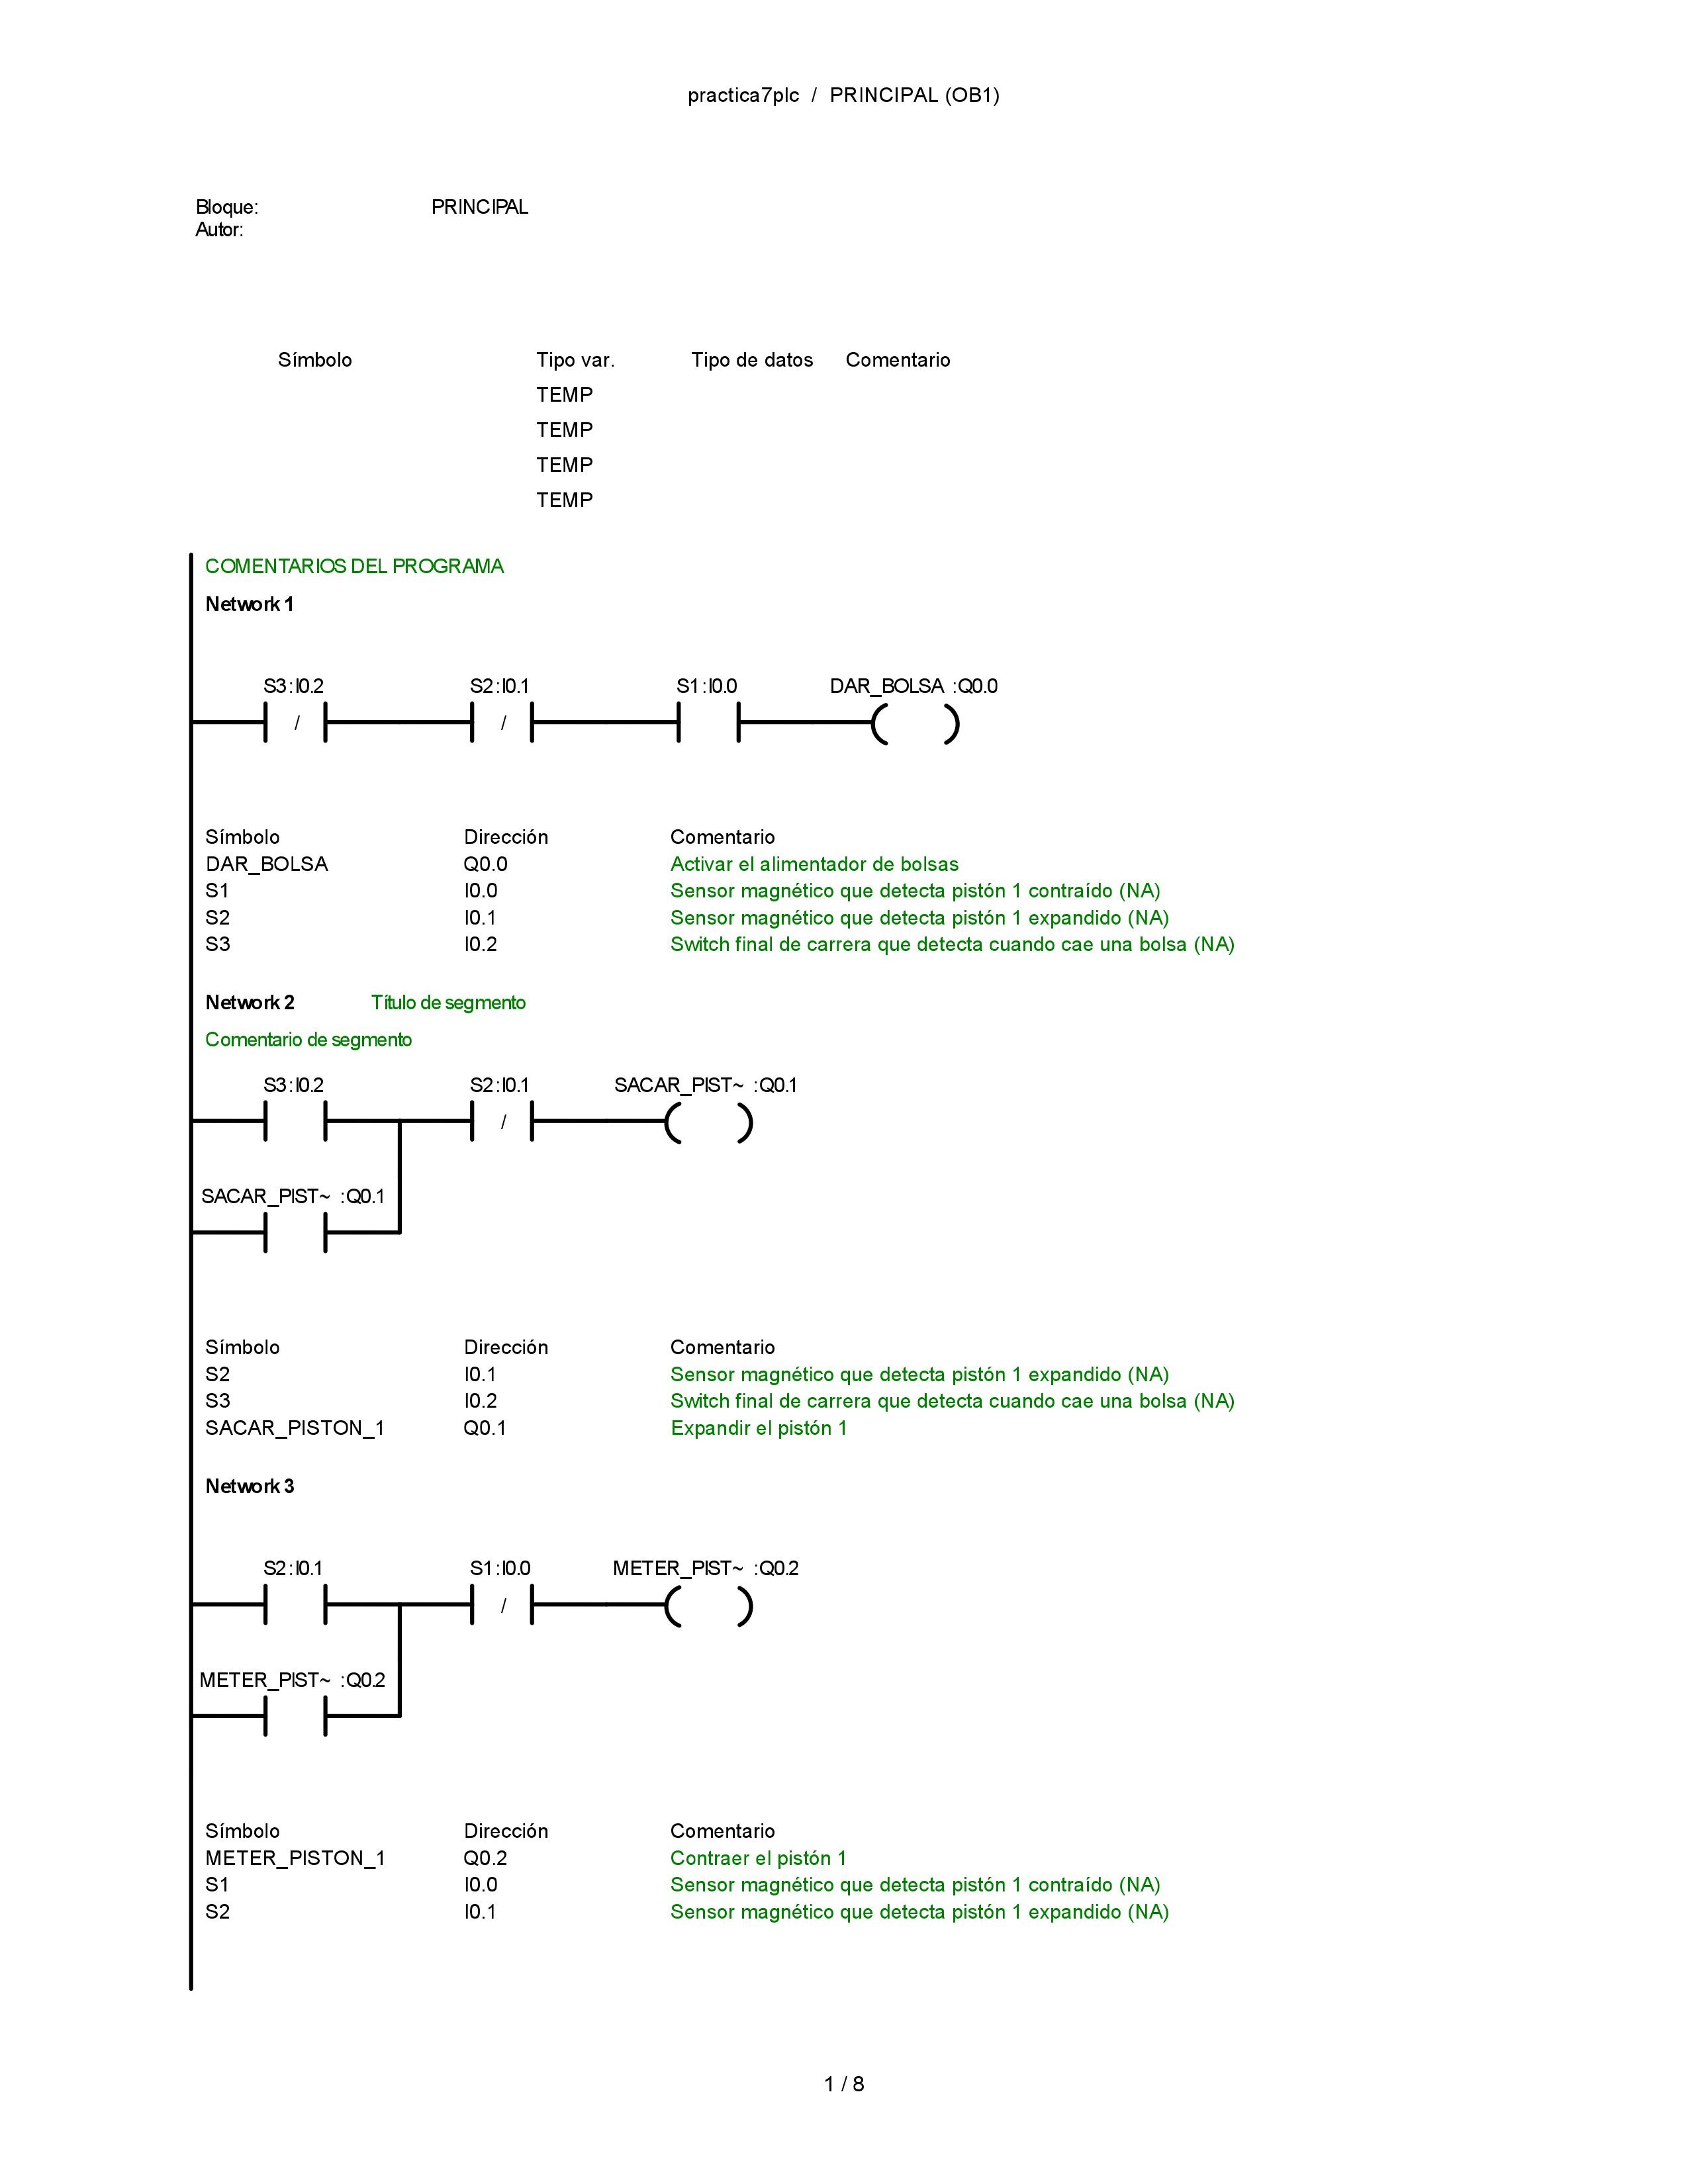 practica7plc / PRINCIPAL (OB1)
Bloque: PRINCIPAL
Autor:
Símbolo Tipo var. Tipo de datos Comentario
TEMP
TEMP
TEMP
TEMP
COMENTARIOS DEL PROGRAMA
Network 1
S3:I0.2 S2:I0.1 S1:I0.0 DAR_BOLSA :Q0.0
/ /
Símbolo Dirección Comentario
DAR_BOLSA Q0.0 Activar el alimentador de bolsas
S1 I0.0 Sensor magnético que detecta pistón 1 contraído (NA)
S2 I0.1 Sensor magnético que detecta pistón 1 expandido (NA)
S3 I0.2 Switch final de carrera que detecta cuando cae una bolsa (NA)
Network 2 Título de segmento
Comentario de segmento
S3:I0.2 S2:I0.1 SACAR_PIST~ :Q0.1
/
SACAR_PIST~ :Q0.1
Símbolo Dirección Comentario
S2 I0.1 Sensor magnético que detecta pistón 1 expandido (NA)
S3 I0.2 Switch final de carrera que detecta cuando cae una bolsa (NA)
SACAR_PISTON_1 Q0.1 Expandir el pistón 1
Network 3
S2:I0.1 S1:I0.0 METER_PIST~ :Q0.2
/
METER_PIST~ :Q0.2
Símbolo Dirección Comentario
METER_PISTON_1 Q0.2 Contraer el pistón 1
S1 I0.0 Sensor magnético que detecta pistón 1 contraído (NA)
S2 I0.1 Sensor magnético que detecta pistón 1 expandido (NA)
1 / 8